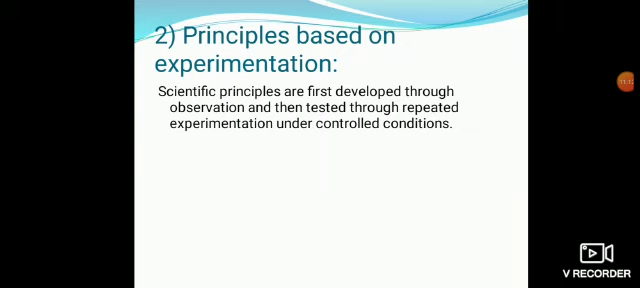 2) Principles based on
experimentation:
Scientific principles are first developed through
observation and then tested through repeated
experimentation under controlled conditions.
V RECORDER